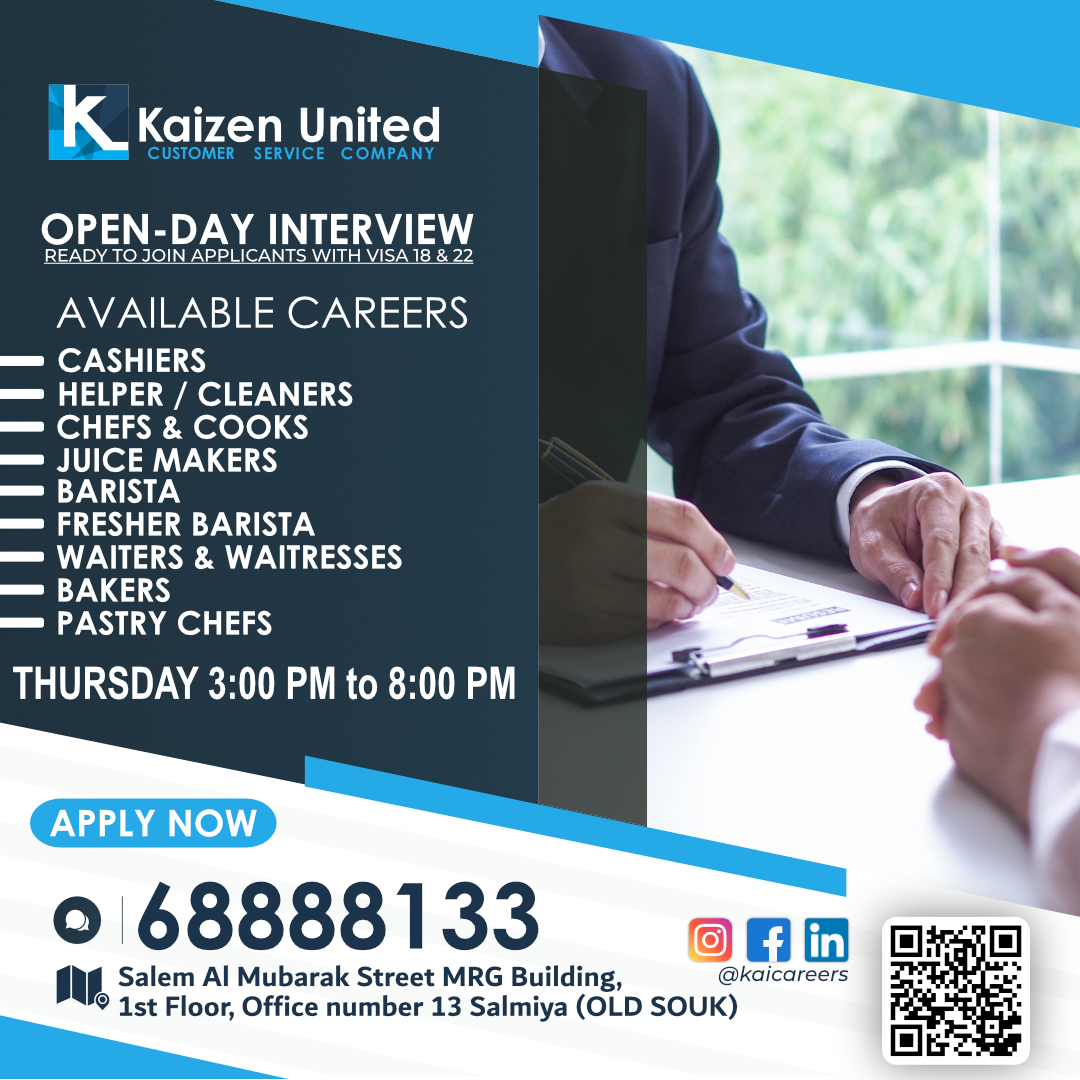 K Kaizen United
CUSTOMER SERVICE COMPANY
OPEN-DAY INTERVIEW
READY TO JOIN APPLICANTS WITH VISA 18 & 22
AVAILABLE CAREERS
CASHIERS
HELPER / CLEANERS
CHEFS & COOKS
JUICE MAKERS
BARISTA
FRESHER BARISTA
WAITERS & WAITRESSES
BAKERS
PASTRY CHEFS
THURSDAY 3:00 PM to 8:00 PM
APPLY NOW
68888133
Salem Al Mubarak Street MRG Building,
1st Floor, Office number 13 Salmiya (OLD SOUK)
in
@kaicareers